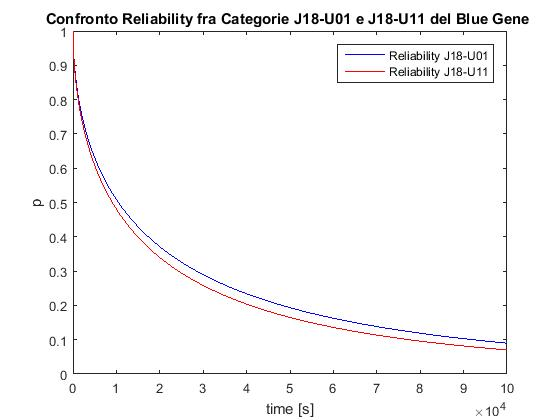 Confronto Reliability fra Categorie J18-U01 e J18-U11 del Blue Gene
Reliability J18-U01
Reliability J18-U11
1
0.9
0.8
0.7
0.6
0.5
0.4
0.3
0.2
0.1
0
p
0 1 2 3 4 5 6 7 8 9 10
×10^4
time [s]